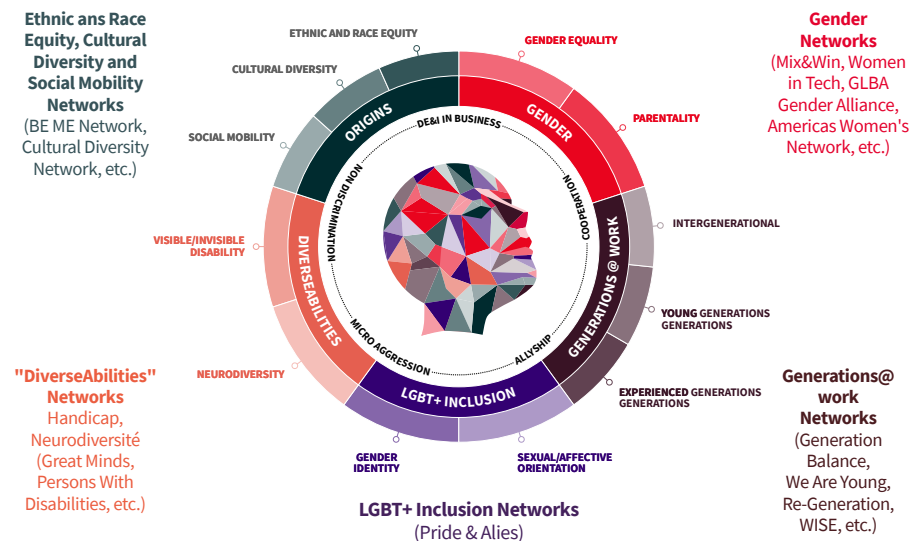 Ethnic ans Race
Equity, Cultural
Diversity and
Social Mobility
Networks
(BE ME Network,
Cultural Diversity
Network, etc.)
ETHNIC AND RACE EQUITY
CULTURAL DIVERSITY
SOCIAL MOBILITY
ORIGINS
GENDER EQUALITY
PARENTALITY
GENDER
Gender
Networks
(Mix&Win, Women
in Tech, GLBA
Gender Alliance,
Americas Women's
Network, etc.)
DE&I IN BUSINESS
NON DISCRIMINATION
COOPERATION
MICRO AGGRESSION
ALLYSHIP
VISIBLE/INVISIBLE
DISABILITY
NEURODIVERSITY
DIVERSEABILITIES
INTERGENERATIONAL
YOUNG GENERATIONS
GENERATIONS
EXPERIENCED GENERATIONS
GENERATIONS
GENERATIONS @ WORK
LGBT+ INCLUSION
GENDER
IDENTITY
SEXUAL/AFFECTIVE
ORIENTATION
"DiverseAbilities"
Networks
Handicap,
Neurodiversité
(Great Minds,
Persons With
Disabilities, etc.)
LGBT+ Inclusion Networks
(Pride & Alies)
Generations@
work
Networks
(Generation
Balance,
We Are Young,
Re-Generation,
WISE, etc.)